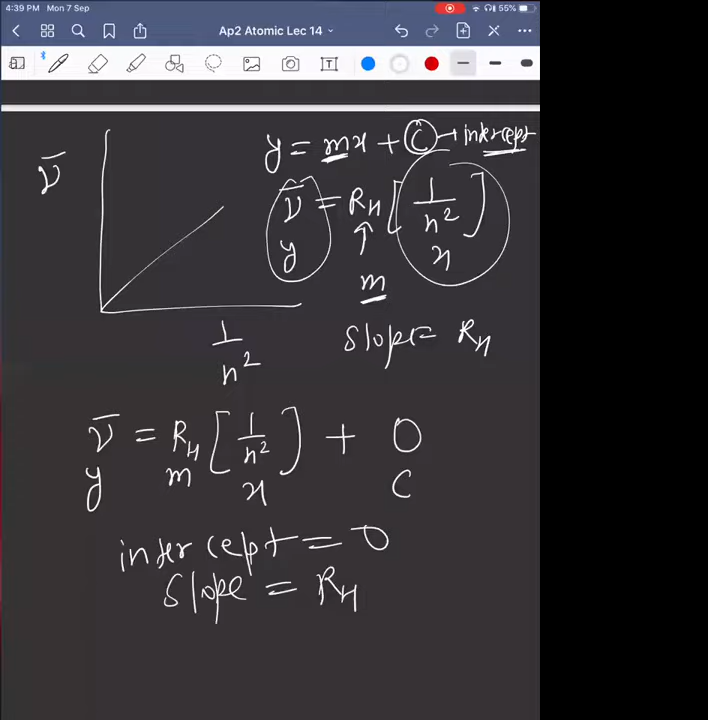 4:39 PM Mon 7 Sep
55%
Ap2 Atomic Lec 14
ν̅
y = mx + C → intercept
ν̅ = R_H [ 1/n² ]
y
m
x
1/n²
Slope = R_H
ν̅ = R_H [ 1/n² ] + 0
y m x C
intercept = 0
Slope = R_H